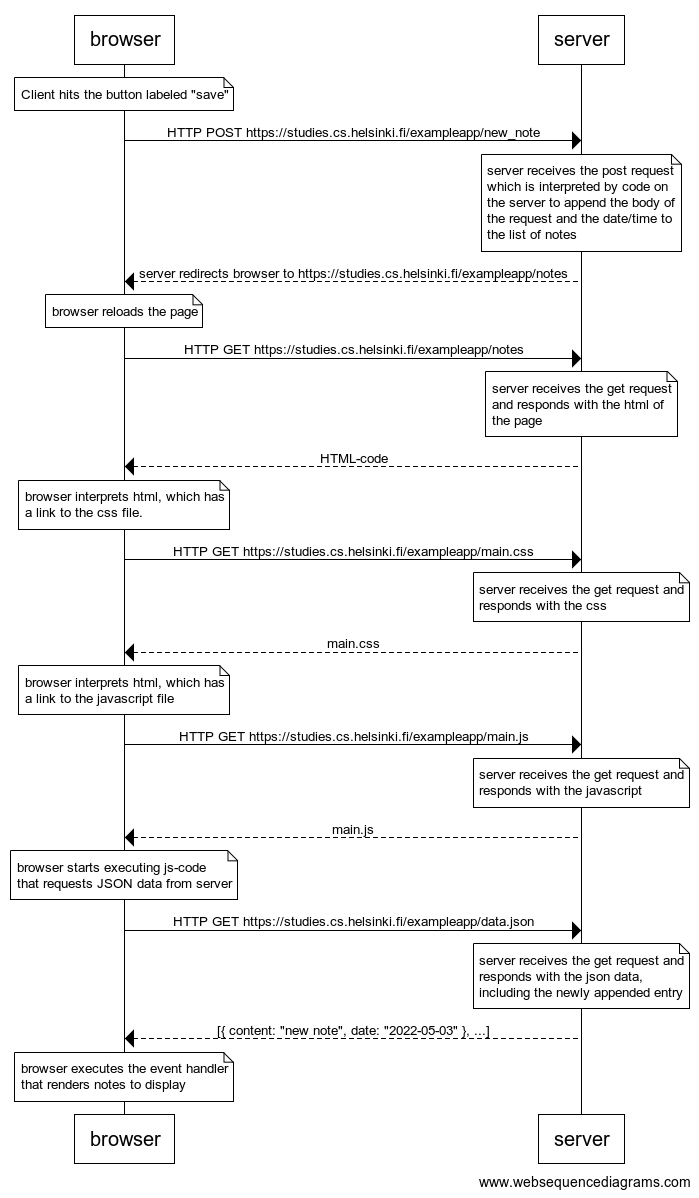 browser
server
Client hits the button labeled "save"
HTTP POST https://studies.cs.helsinki.fi/exampleapp/new_note
server receives the post request
which is interpreted by code on
the server to append the body of
the request and the date/time to
the list of notes
server redirects browser to https://studies.cs.helsinki.fi/exampleapp/notes
browser reloads the page
HTTP GET https://studies.cs.helsinki.fi/exampleapp/notes
server receives the get request
and responds with the html of
the page
HTML-code
browser interprets html, which has
a link to the css file.
HTTP GET https://studies.cs.helsinki.fi/exampleapp/main.css
server receives the get request and
responds with the css
main.css
browser interprets html, which has
a link to the javascript file
HTTP GET https://studies.cs.helsinki.fi/exampleapp/main.js
server receives the get request and
responds with the javascript
main.js
browser starts executing js-code
that requests JSON data from server
HTTP GET https://studies.cs.helsinki.fi/exampleapp/data.json
server receives the get request and
responds with the json data,
including the newly appended entry
[{ content: "new note", date: "2022-05-03" }, ...]
browser executes the event handler
that renders notes to display
browser
server
www.websequencediagrams.com